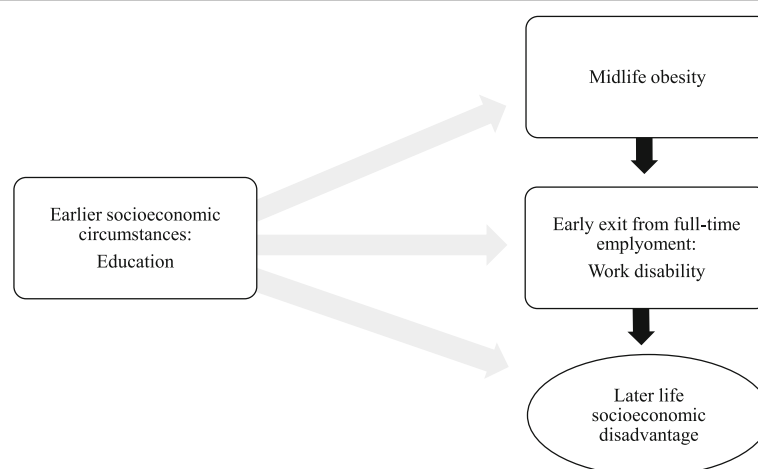 Midlife obesity
Earlier socioeconomic
circumstances:
Education
Early exit from full-time
emplyoment:
Work disability
Later life
socioeconomic
disadvantage